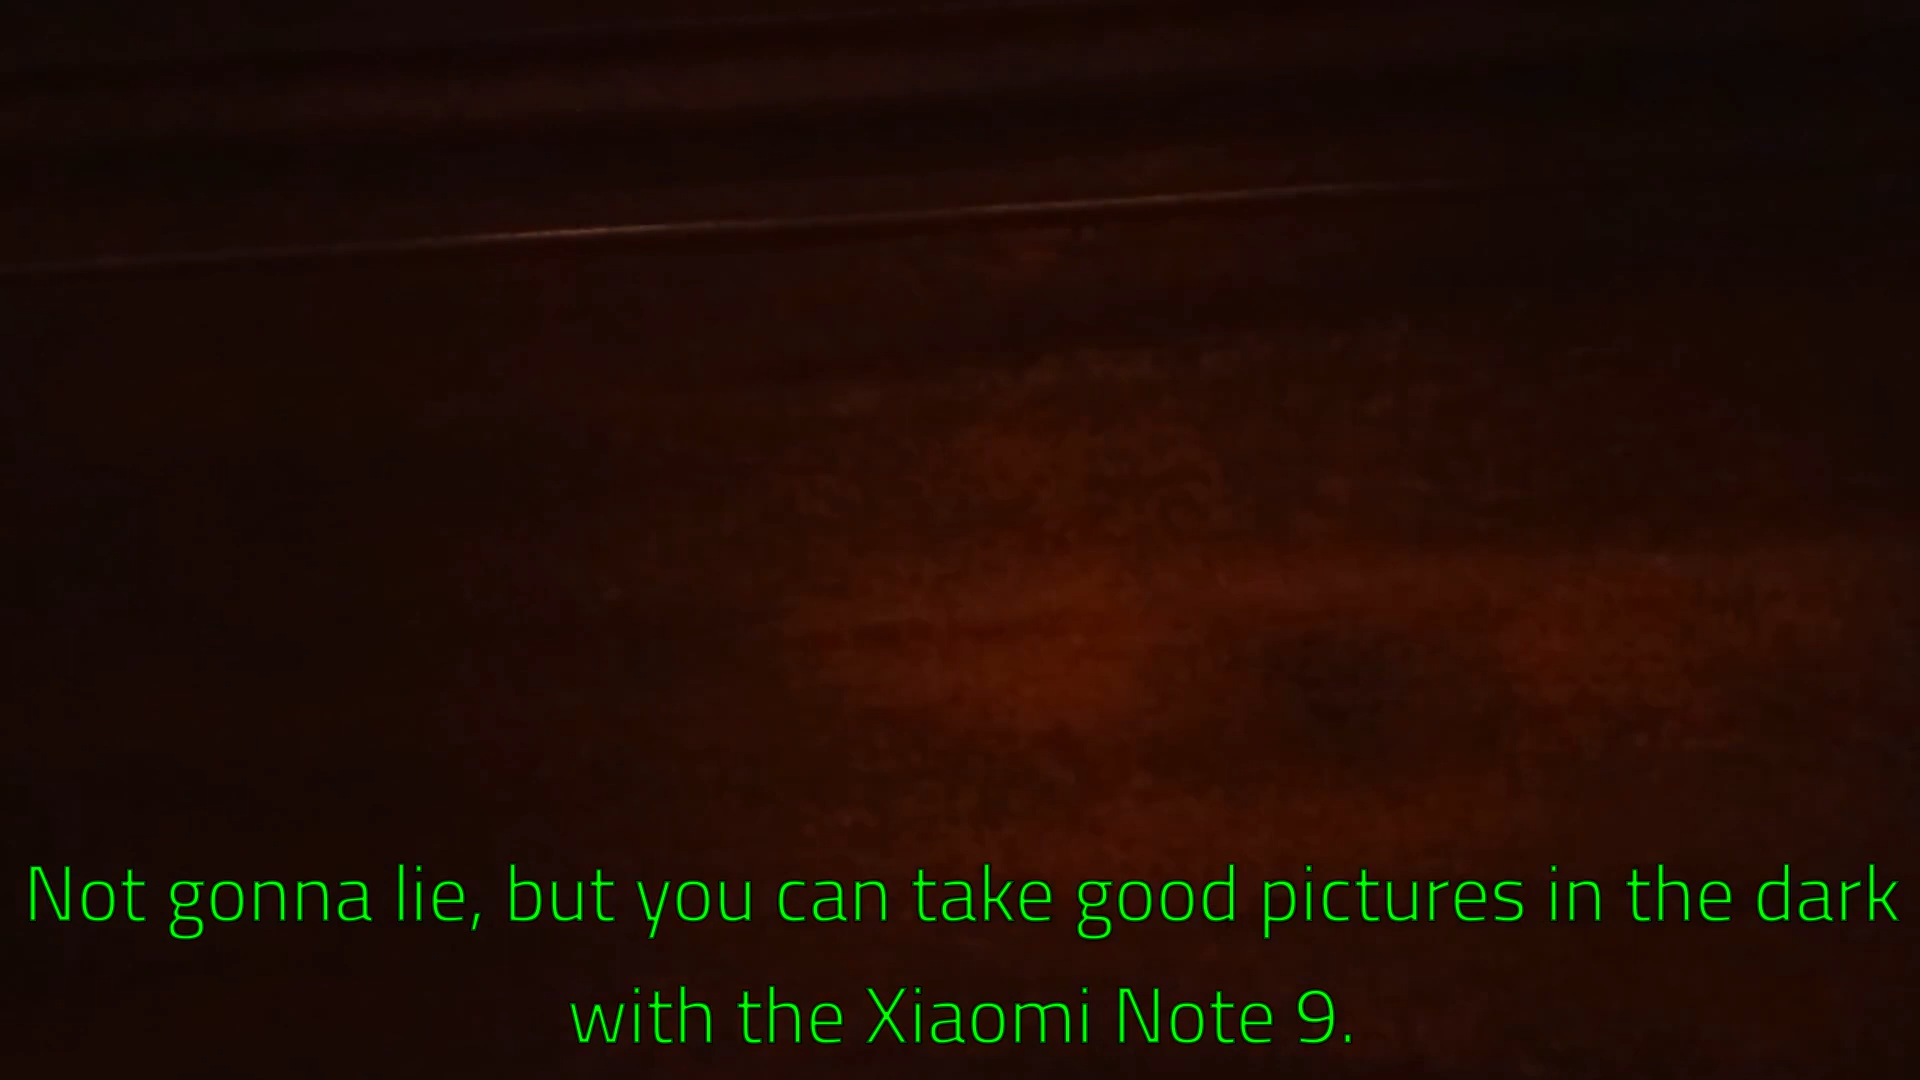 Not gonna lie, but you can take good pictures in the dark
with the Xiaomi Note 9.